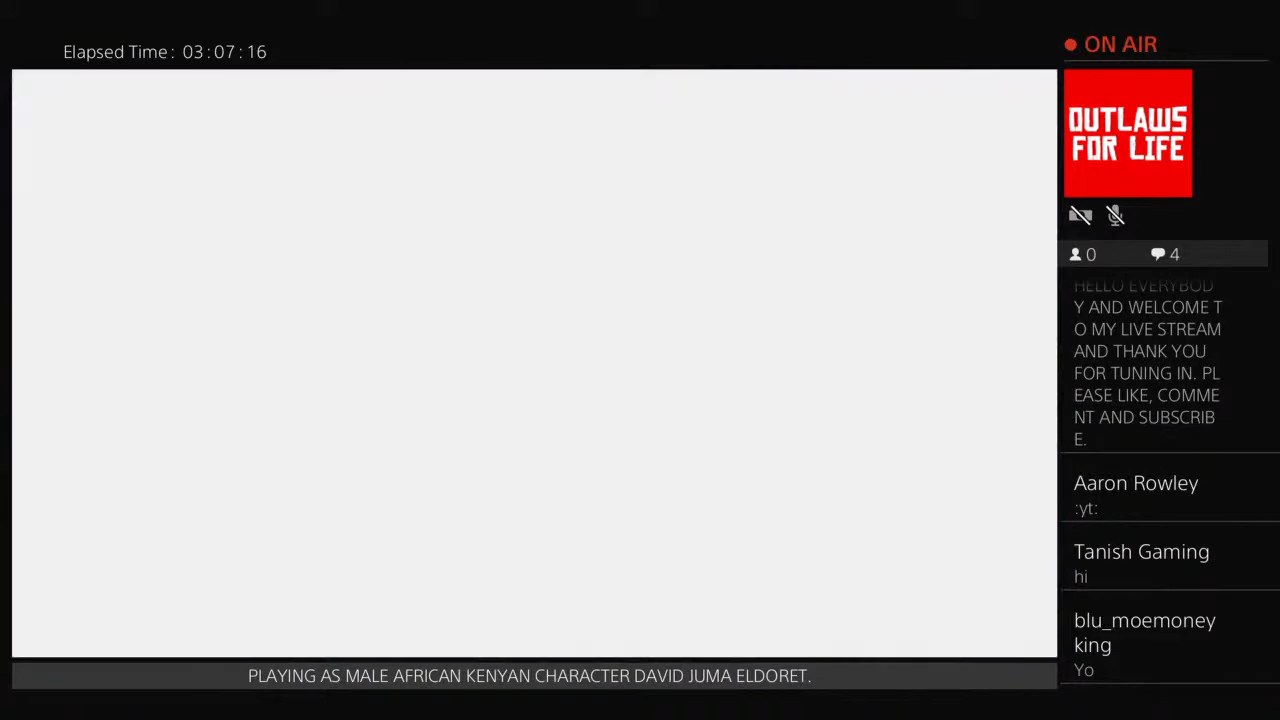 Elapsed Time: 03:07:16
ON AIR
OUTLAWS
FOR LIFE
0 4
HELLO EVERYBOD
Y AND WELCOME T
O MY LIVE STREAM
AND THANK YOU
FOR TUNING IN. PL
EASE LIKE, COMME
NT AND SUBSCRIB
E.
Aaron Rowley
:yt:
Tanish Gaming
hi
blu_moemoney
king
Yo
PLAYING AS MALE AFRICAN KENYAN CHARACTER DAVID JUMA ELDORET.